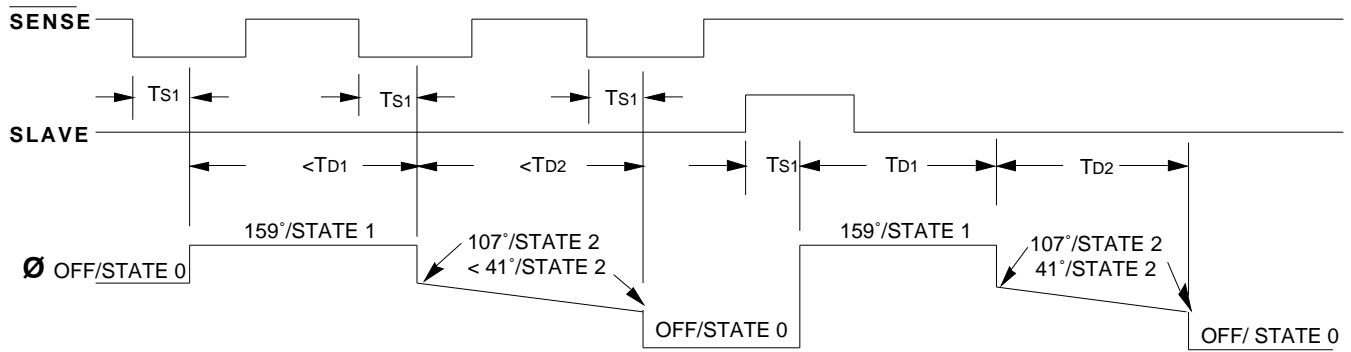 SENSE
TS1 TS1 TS1
SLAVE
<TD1 <TD2 TS1 TD1 TD2
159˚/STATE 1 159˚/STATE 1
107˚/STATE 2 107˚/STATE 2
Ø OFF/STATE 0 < 41˚/STATE 2 41˚/STATE 2
OFF/STATE 0 OFF/ STATE 0